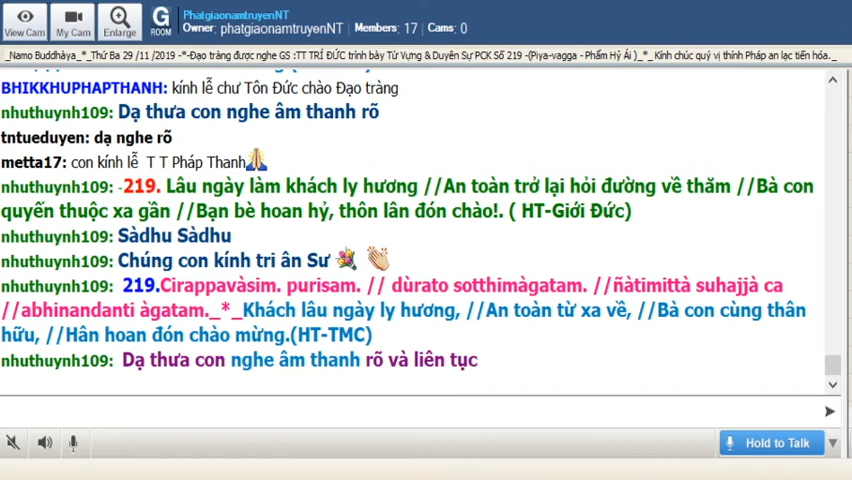 PhatgiaonamtruyenNT
Owner: phatgiaonamtruyenNT | Members: 17 | Cams: 0
View Cam
My Cam
Enlarge
G
ROOM
_Namo Buddhàya_*_Thứ Ba 29 /11 /2019 -*-Đạo tràng được nghe GS :TT TRÍ ĐỨC trình bày Từ Vựng & Duyên Sự PCK Số 219 -(Piya-vagga - Phẩm Hỷ Ái )_*_ Kính chúc quý vị thính Pháp an lạc tiến hóa._
BHIKKHUPHAPTHANH: kính lễ chư Tôn Đức chào Đạo tràng
nhuthuynh109: Dạ thưa con nghe âm thanh rõ
tntueduyen: dạ nghe rõ
metta17: con kính lễ T T Pháp Thanh
nhuthuynh109: -219. Lâu ngày làm khách ly hương //An toàn trở lại hỏi đường về thăm //Bà con
quyến thuộc xa gần //Bạn bè hoan hỷ, thôn lân đón chào!. ( HT-Giới Đức)
nhuthuynh109: Sàdhu Sàdhu
nhuthuynh109: Chúng con kính tri ân Sư
nhuthuynh109: 219.Cirappavàsim. purisam. // dùrato sotthimàgatam. //ñàtimittà suhajjà ca
//abhinandanti àgatam._*_Khách lâu ngày ly hương, //An toàn từ xa về, //Bà con cùng thân
hữu, //Hân hoan đón chào mừng.(HT-TMC)
nhuthuynh109: Dạ thưa con nghe âm thanh rõ và liên tục
Hold to Talk